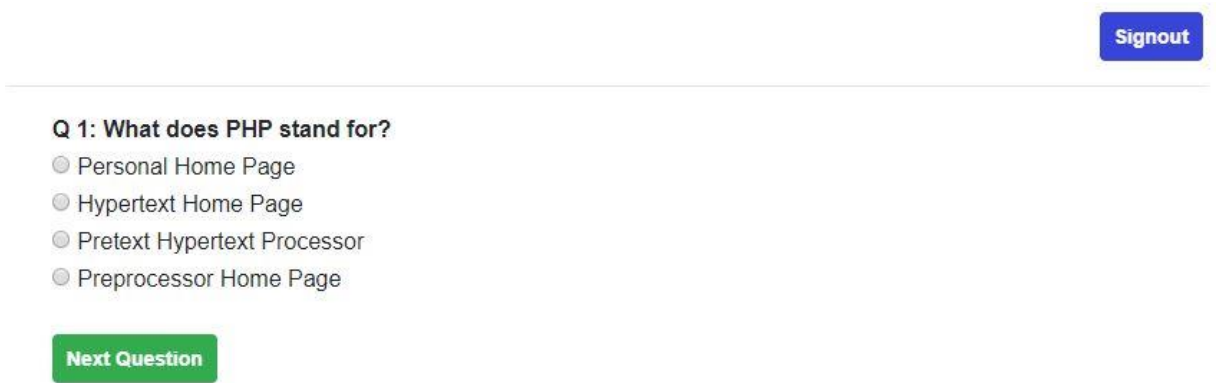 Signout
Q 1: What does PHP stand for?
Personal Home Page
Hypertext Home Page
Pretext Hypertext Processor
Preprocessor Home Page
Next Question